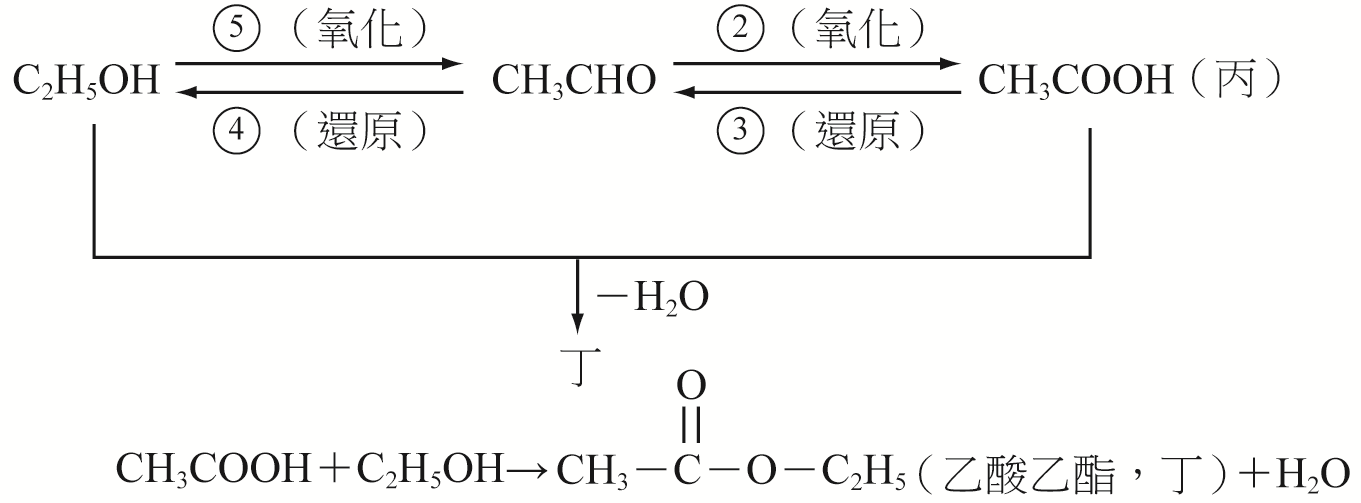 ⑤（氧化） ②（氧化）
C₂H₅OH CH₃CHO CH₃COOH（丙）
④（還原） ③（還原）
－H₂O
丁
O
CH₃COOH＋C₂H₅OH→CH₃－C－O－C₂H₅（乙酸乙酯，丁）＋H₂O